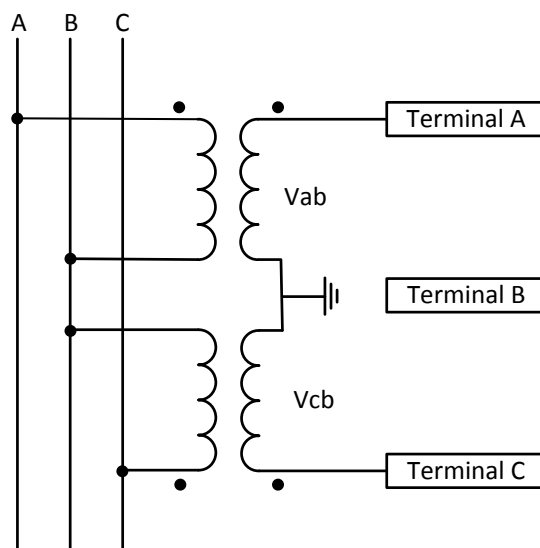 A B C
Terminal A
Vab
Terminal B
Vcb
Terminal C